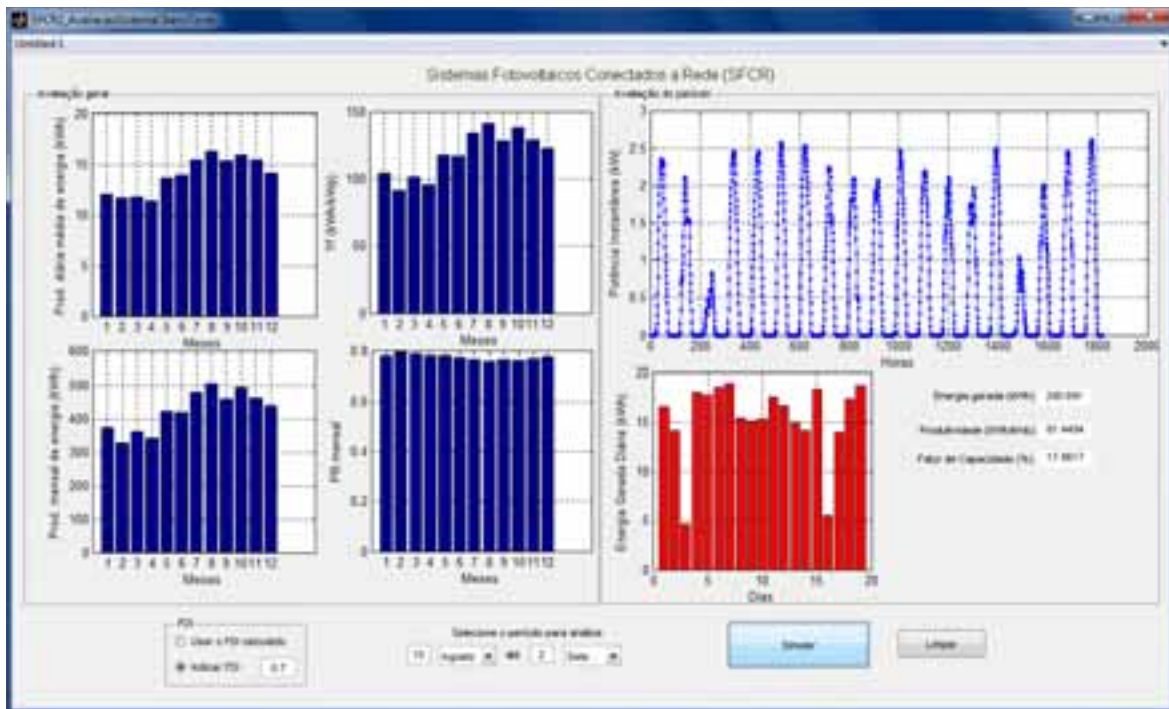 Untitled 1
Sistemas Fotovoltaicos Conectados a Rede (SFCR)
Avaliação geral
Prod. diária média de energia (kWh)
20
15
10
5
0
1 2 3 4 5 6 7 8 9 10 11 12
Meses
Yf (kWh/kWp)
150
100
50
0
1 2 3 4 5 6 7 8 9 10 11 12
Meses
Prod. mensal de energia (kWh)
600
500
400
300
200
100
0
1 2 3 4 5 6 7 8 9 10 11 12
Meses
PR mensal
0.8
0.6
0.4
0.2
0
1 2 3 4 5 6 7 8 9 10 11 12
Meses
Avaliação do período
Potência Instantânea (kW)
3
2.5
2
1.5
1
0.5
0
0 200 400 600 800 1000 1200 1400 1600 1800 2000
Horas
Energia Gerada Diária (kWh)
20
15
10
5
0
0 5 10 15 20
Dias
Energia gerada (kWh)
Produtividade (kWh/kWp)
Fator de Capacidade (%)
FDI
Usar o FDI calculado
Indicar FDI
0.7
Selecione o período para análise
Agosto
2
Simular
Limpar